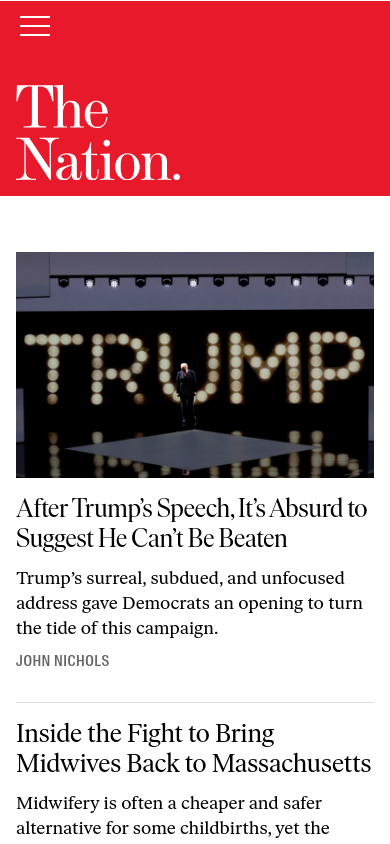 The
Nation.
TRUMP
After Trump’s Speech, It’s Absurd to
Suggest He Can’t Be Beaten
Trump’s surreal, subdued, and unfocused
address gave Democrats an opening to turn
the tide of this campaign.
JOHN NICHOLS
Inside the Fight to Bring
Midwives Back to Massachusetts
Midwifery is often a cheaper and safer
alternative for some childbirths, yet the